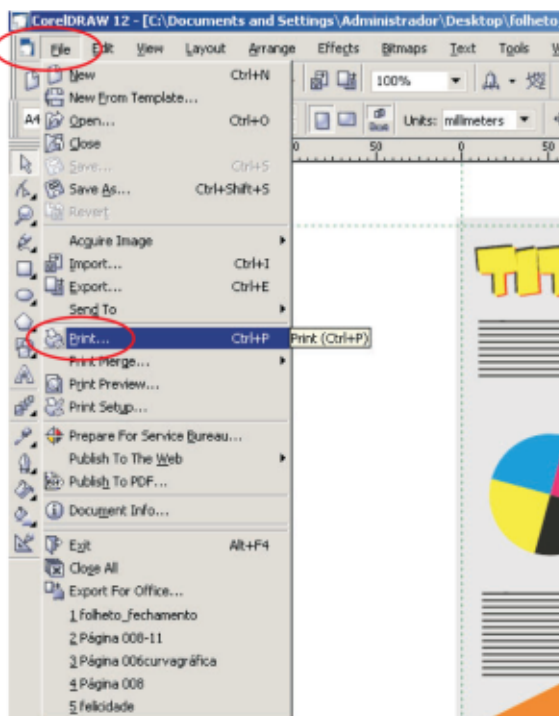 CorelDRAW 12 - [C:\Documents and Settings\Administrador\Desktop\folheto
File Edit View Layout Arrange Effects Bitmaps Text Tools
100%
A4 Units: millimeters
New Ctrl+N
New From Template...
Open... Ctrl+O
Close
Save... Ctrl+S
Save As... Ctrl+Shift+S
Revert
Acquire Image
Import... Ctrl+I
Export... Ctrl+E
Send To
Print... Ctrl+P Print (Ctrl+P)
Print Merge...
Print Preview...
Print Setup...
Prepare For Service Bureau...
Publish To The Web
Publish To PDF...
Document Info...
Exit Alt+F4
Close All
Export For Office...
1 folheto_fechamento
2 Página 008-11
3 Página 006curvagráfica
4 Página 008
5 felicidade
50 0 50